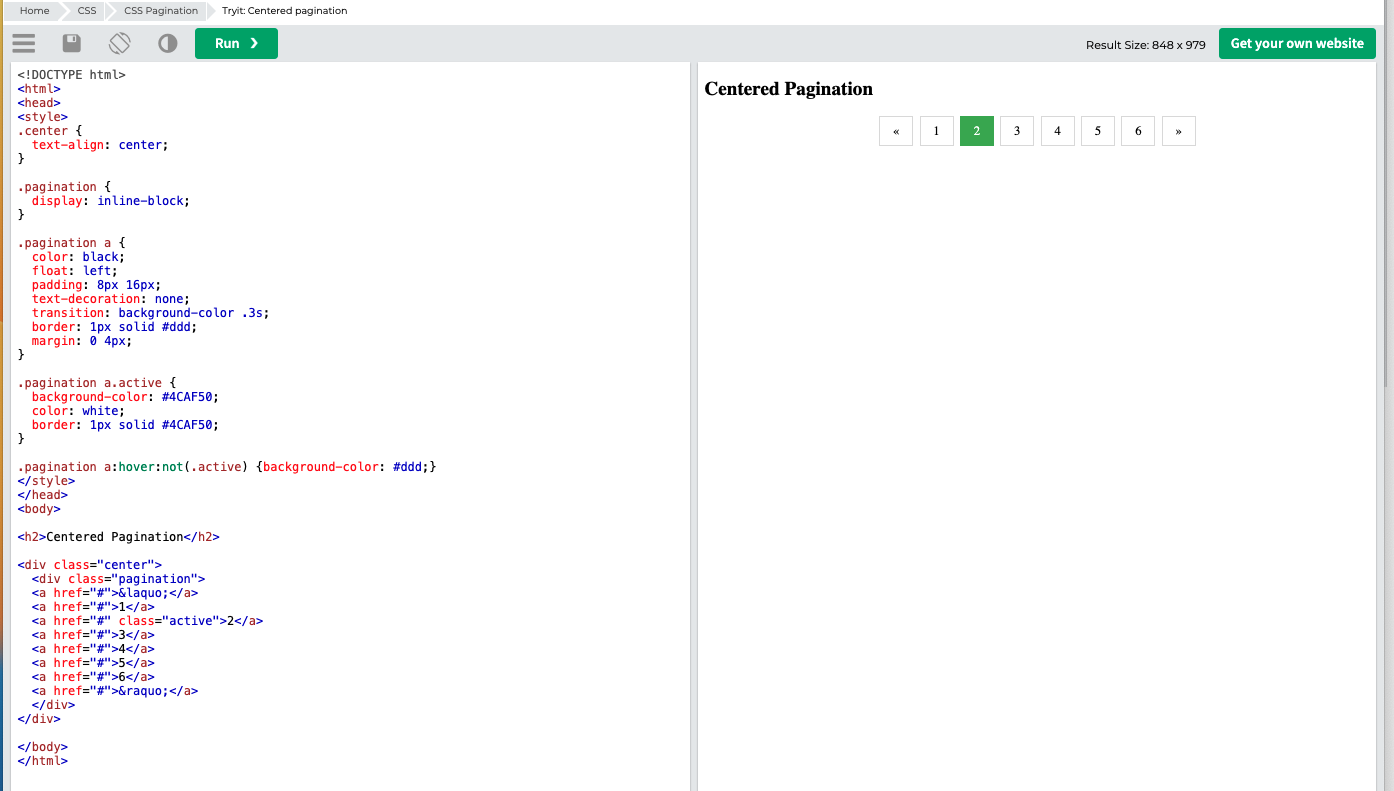 Home CSS CSS Pagination Tryit: Centered pagination
Run ❯ Result Size: 848 x 979 Get your own website
<!DOCTYPE html>
<html>
<head>
<style>
.center {
  text-align: center;
}

.pagination {
  display: inline-block;
}

.pagination a {
  color: black;
  float: left;
  padding: 8px 16px;
  text-decoration: none;
  transition: background-color .3s;
  border: 1px solid #ddd;
  margin: 0 4px;
}

.pagination a.active {
  background-color: #4CAF50;
  color: white;
  border: 1px solid #4CAF50;
}

.pagination a:hover:not(.active) {background-color: #ddd;}
</style>
</head>
<body>

<h2>Centered Pagination</h2>

<div class="center">
  <div class="pagination">
  <a href="#">&laquo;</a>
  <a href="#">1</a>
  <a href="#" class="active">2</a>
  <a href="#">3</a>
  <a href="#">4</a>
  <a href="#">5</a>
  <a href="#">6</a>
  <a href="#">&raquo;</a>
  </div>
</div>

</body>
</html>
Centered Pagination
« 1 2 3 4 5 6 »